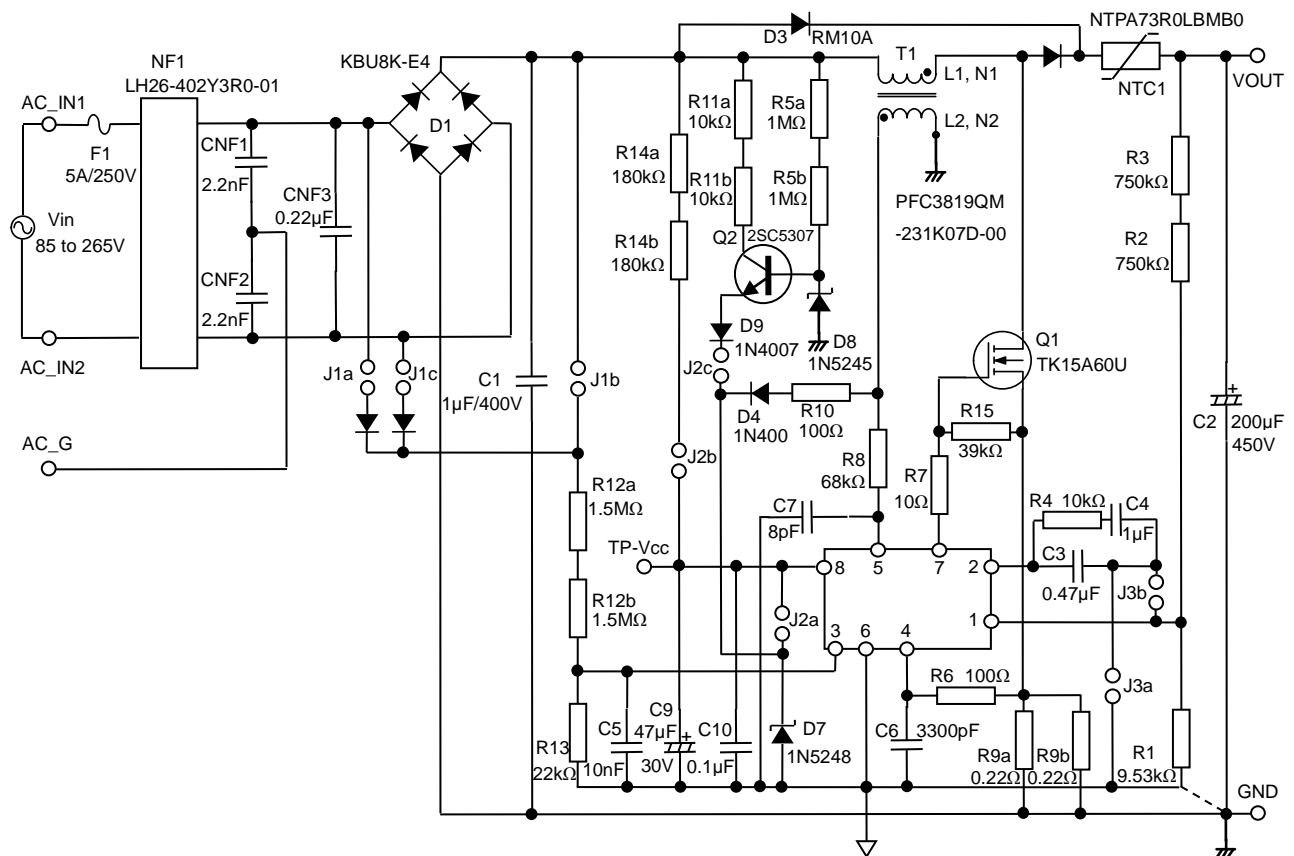 NTPA73R0LBMB0
D3
RM10A
T1
NF1
LH26-402Y3R0-01
KBU8K-E4
L1, N1
VOUT
NTC1
AC_IN1
R11a
10kΩ
R5a
1MΩ
L2, N2
F1
5A/250V
CNF1
2.2nF
D1
R14a
180kΩ
R3
750kΩ
CNF3
0.22µF
R11b
10kΩ
R5b
1MΩ
PFC3819QM
-231K07D-00
Vin
85 to 265V
R14b
180kΩ
Q2
2SC5307
R2
750kΩ
CNF2
2.2nF
D9
1N4007
D8
1N5245
Q1
TK15A60U
AC_IN2
J1a
J1c
C1
1µF/400V
J1b
J2c
D4
1N400
R10
100Ω
R15
39kΩ
C2
200µF
450V
+
AC_G
J2b
R8
68kΩ
R7
10Ω
R12a
1.5MΩ
C7
8pF
R4
10kΩ
C4
1µF
TP-Vcc
8
5
7
2
C3
0.47µF
J3b
R12b
1.5MΩ
J2a
1
3
6
4
R6
100Ω
J3a
R13
22kΩ
C5
10nF
C9
47µF
+
30V
C10
0.1µF
D7
1N5248
C6
3300pF
R9a
0.22Ω
R9b
0.22Ω
R1
9.53kΩ
GND